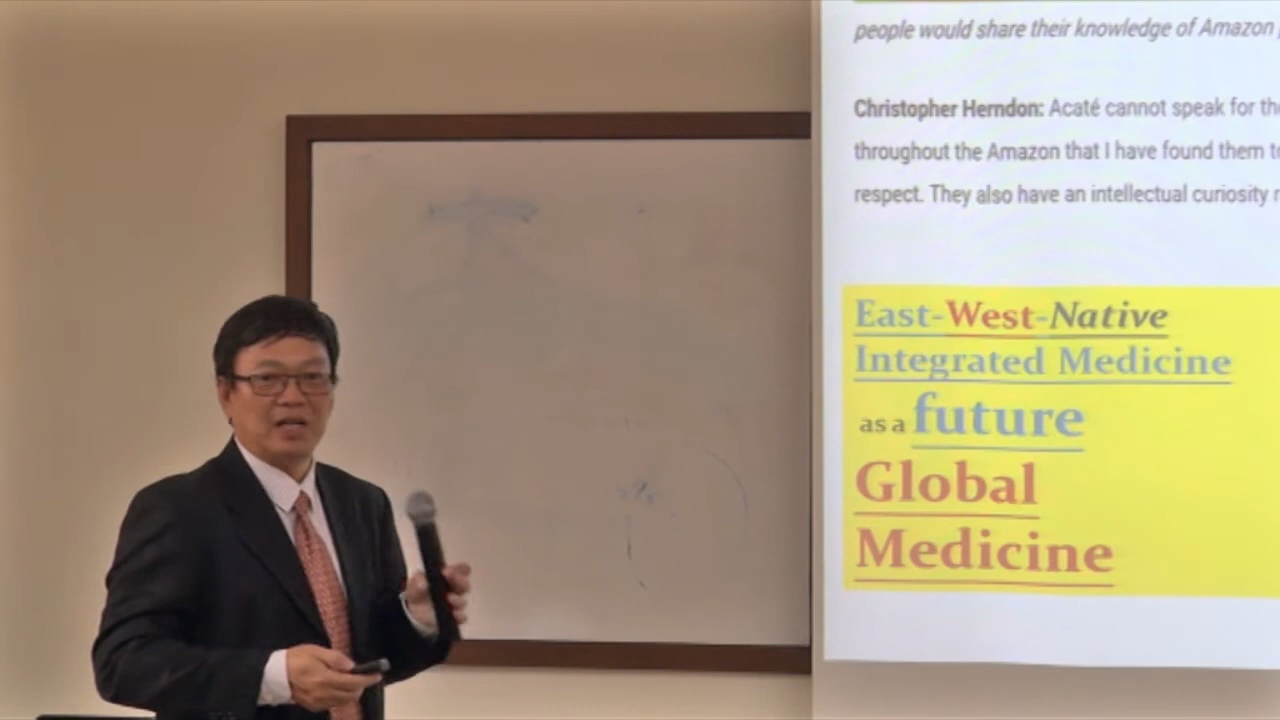 people would share their knowledge of Amazon
Christopher Herndon: Acaté cannot speak for the
throughout the Amazon that I have found them to
respect. They also have an intellectual curiosity
East-West-Native
Integrated Medicine
as a future
Global
Medicine